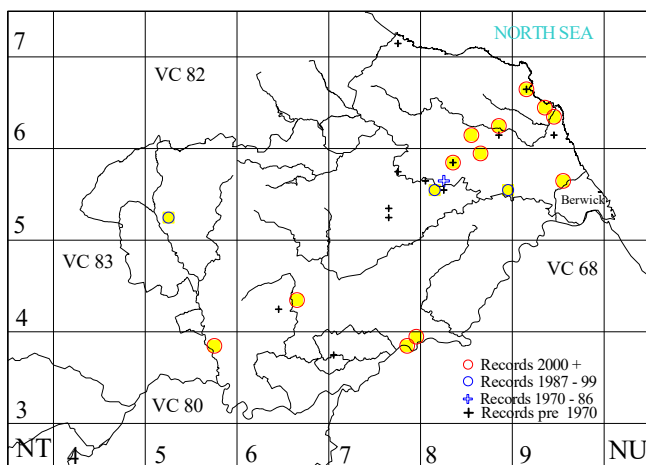 7
NORTH SEA
VC 82
6
Berwick
5
VC 83
VC 68
4
Records 2000 +
Records 1987 - 99
VC 80
Records 1970 - 86
3
Records pre 1970
NT 4 5 6 7 8 9 NU